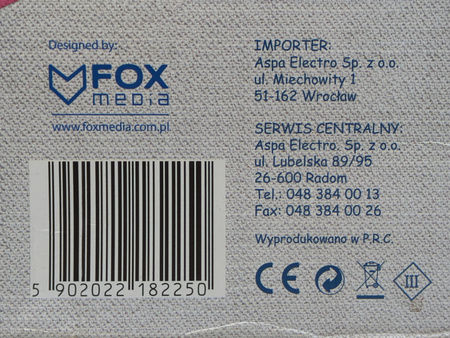 Designed by:
FOX
media
www.foxmedia.com.pl
IMPORTER:
Aspa Electro Sp. z o.o.
ul. Miechowity 1
51-162 Wrocław
SERWIS CENTRALNY:
Aspa Electro. Sp. z o.o.
ul. Lubelska 89/95
26-600 Radom
Tel.: 048 384 00 13
Fax: 048 384 00 26
Wyprodukowano w P.R.C.
CE
III
5 902022 182250